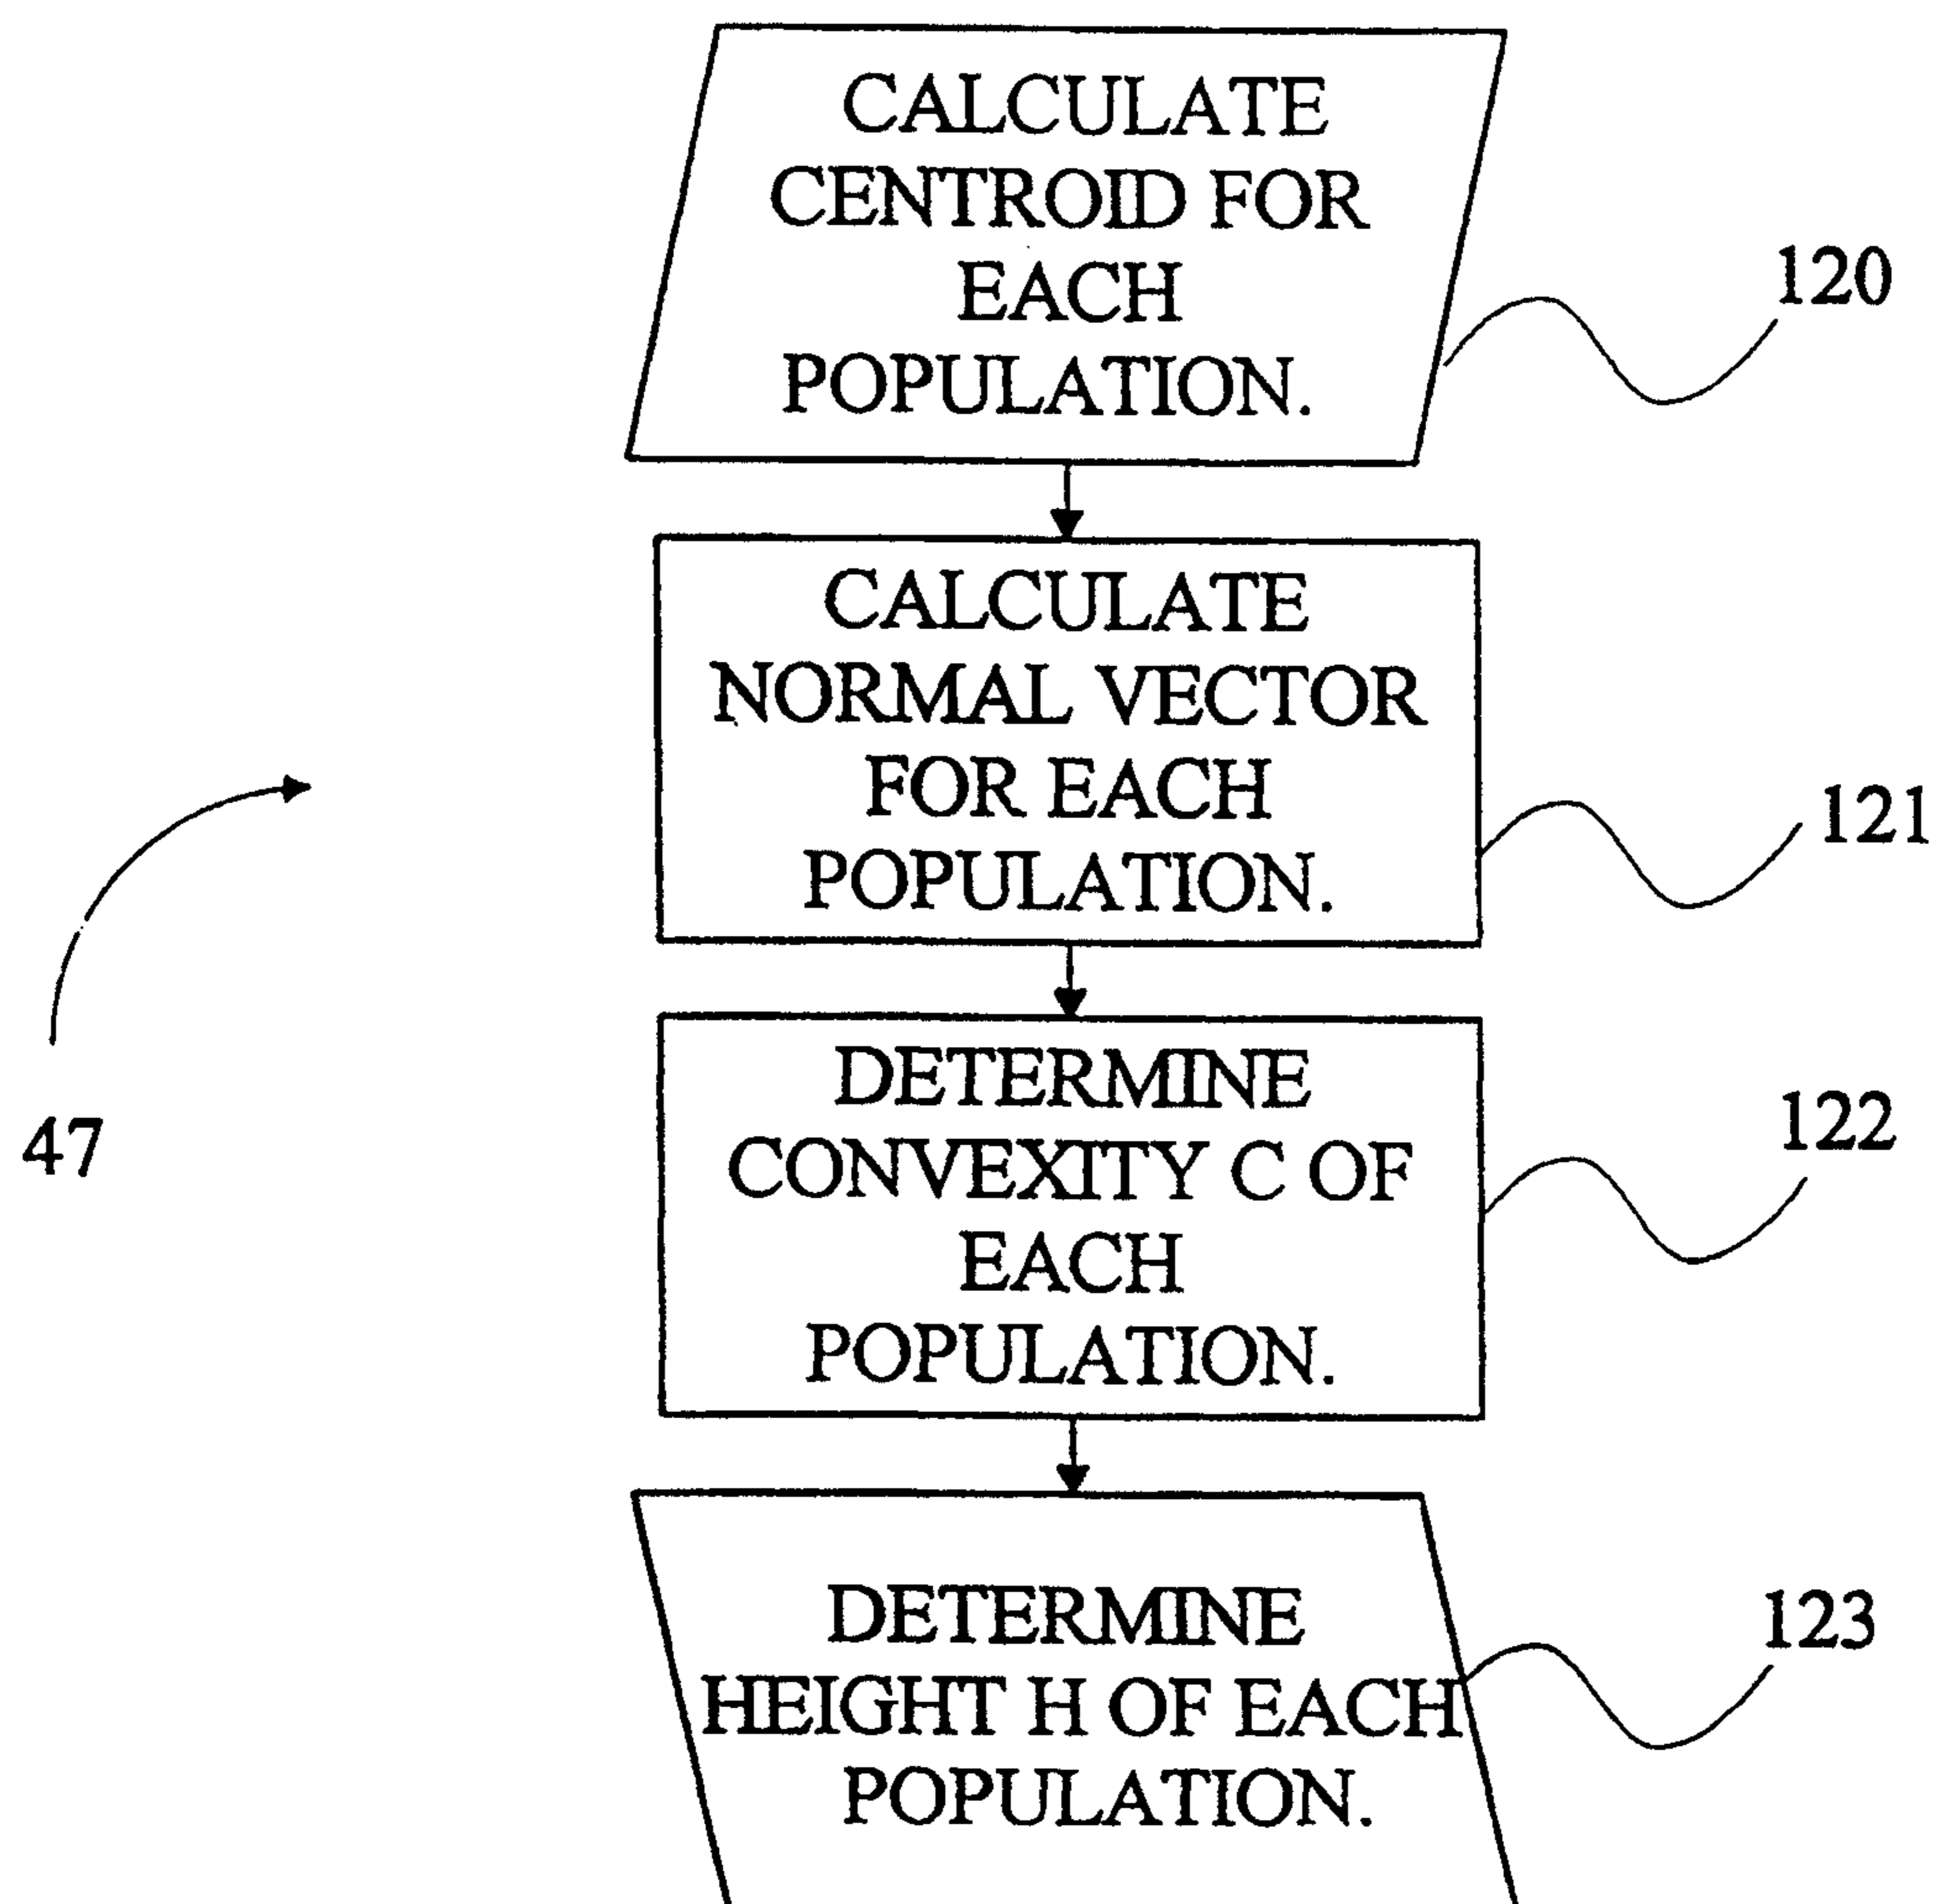 CALCULATE
CENTROID FOR
EACH
POPULATION.
120
CALCULATE
NORMAL VECTOR
FOR EACH
POPULATION.
121
47
DETERMINE
CONVEXITY C OF
EACH
POPULATION.
122
DETERMINE
HEIGHT H OF EACH
POPULATION.
123